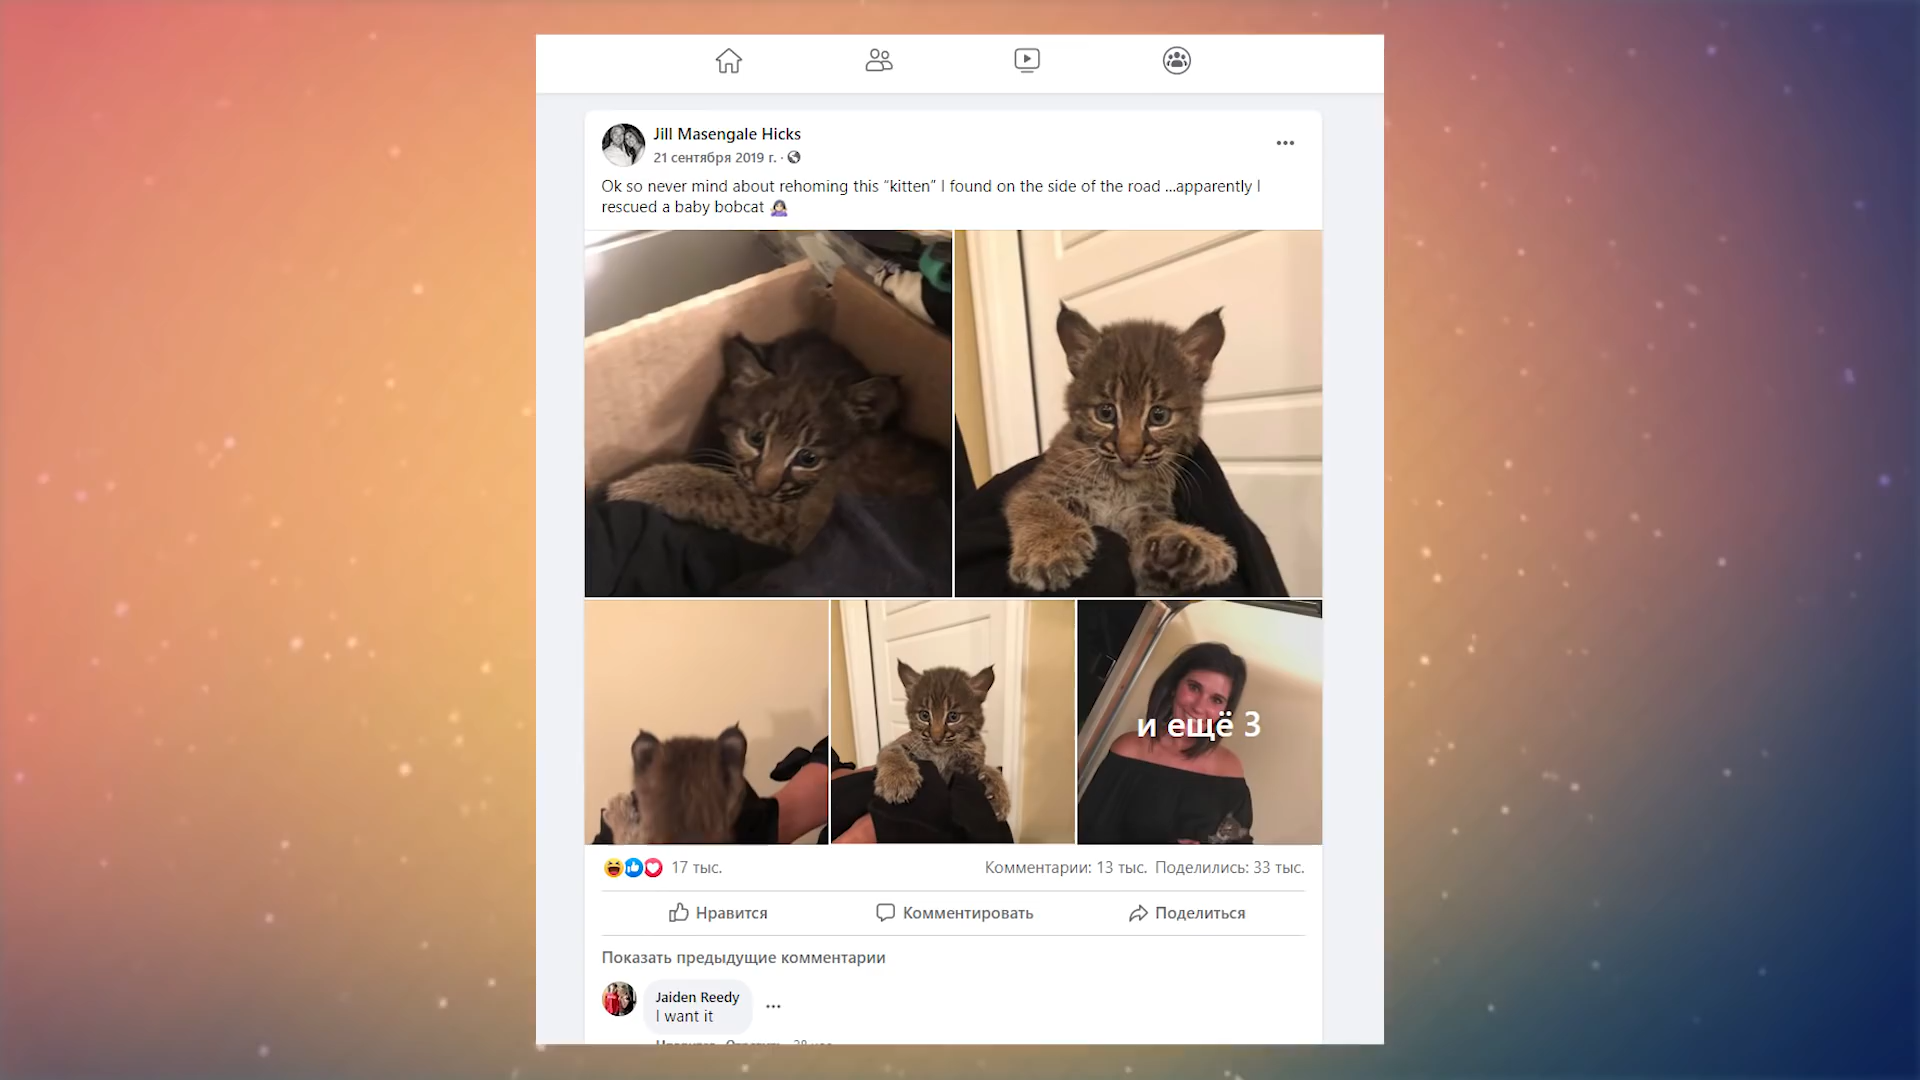 Jill Masengale Hicks
21 сентября 2019 г. ·
Ok so never mind about rehoming this “kitten” I found on the side of the road ...apparently I
rescued a baby bobcat
и ещё 3
17 тыс.
Комментарии: 13 тыс. Поделились: 33 тыс.
Нравится Комментировать Поделиться
Показать предыдущие комментарии
Jaiden Reedy
I want it